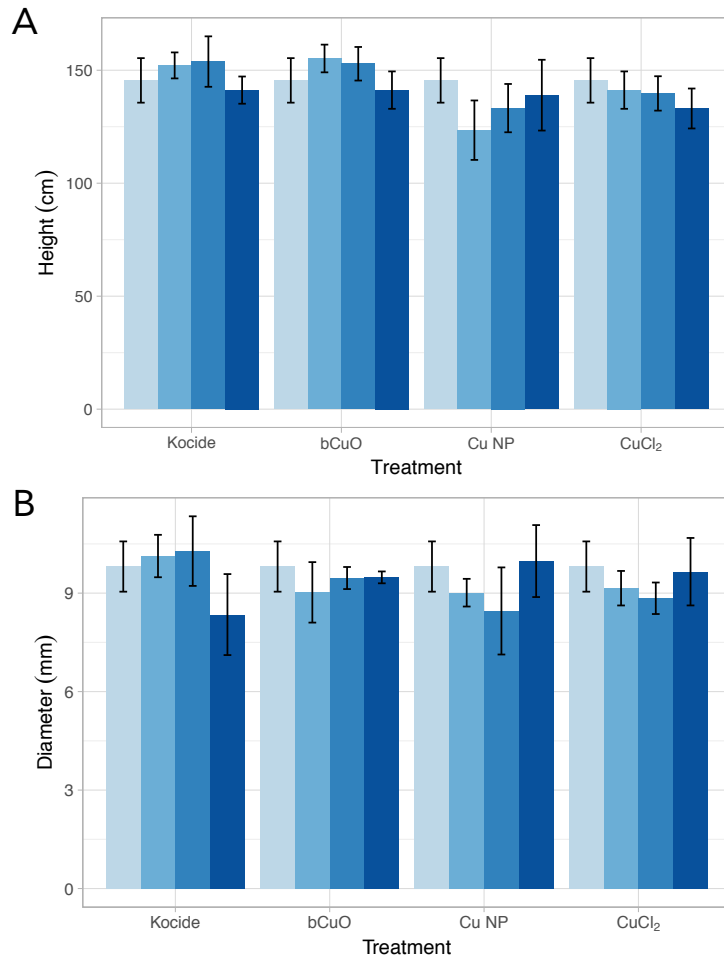 A
Height (cm)
150
100
50
0
Kocide bCuO Cu NP CuCl₂
Treatment
B
Diameter (mm)
9
6
3
0
Kocide bCuO Cu NP CuCl₂
Treatment